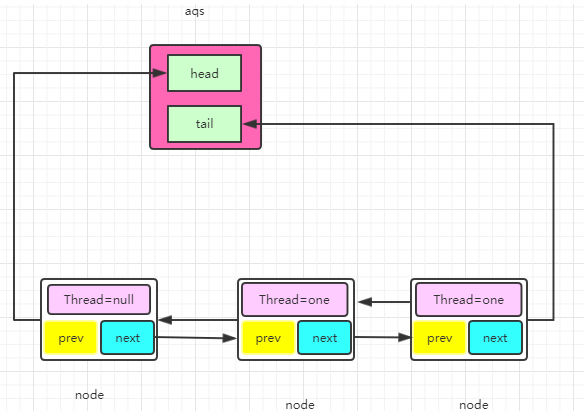 aqs
head
tail
Thread=null
Thread=one
Thread=one
prev
next
prev
next
prev
next
node
node
node